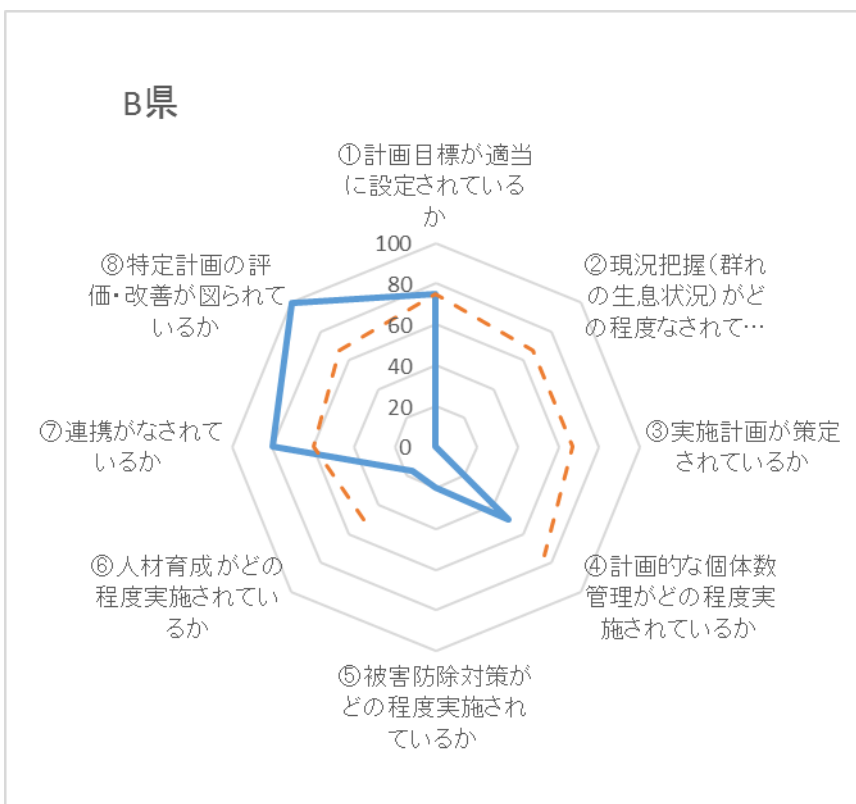 B県
①計画目標が適当
に設定されている
か
②現況把握(群れ
の生息状況)がど
の程度なされて…
③実施計画が策定
されているか
④計画的な個体数
管理がどの程度実
施されているか
⑤被害防除対策が
どの程度実施され
ているか
⑥人材育成がどの
程度実施されてい
るか
⑦連携がなされて
いるか
⑧特定計画の評
価・改善が図られて
いるか
100
80
60
40
20
0